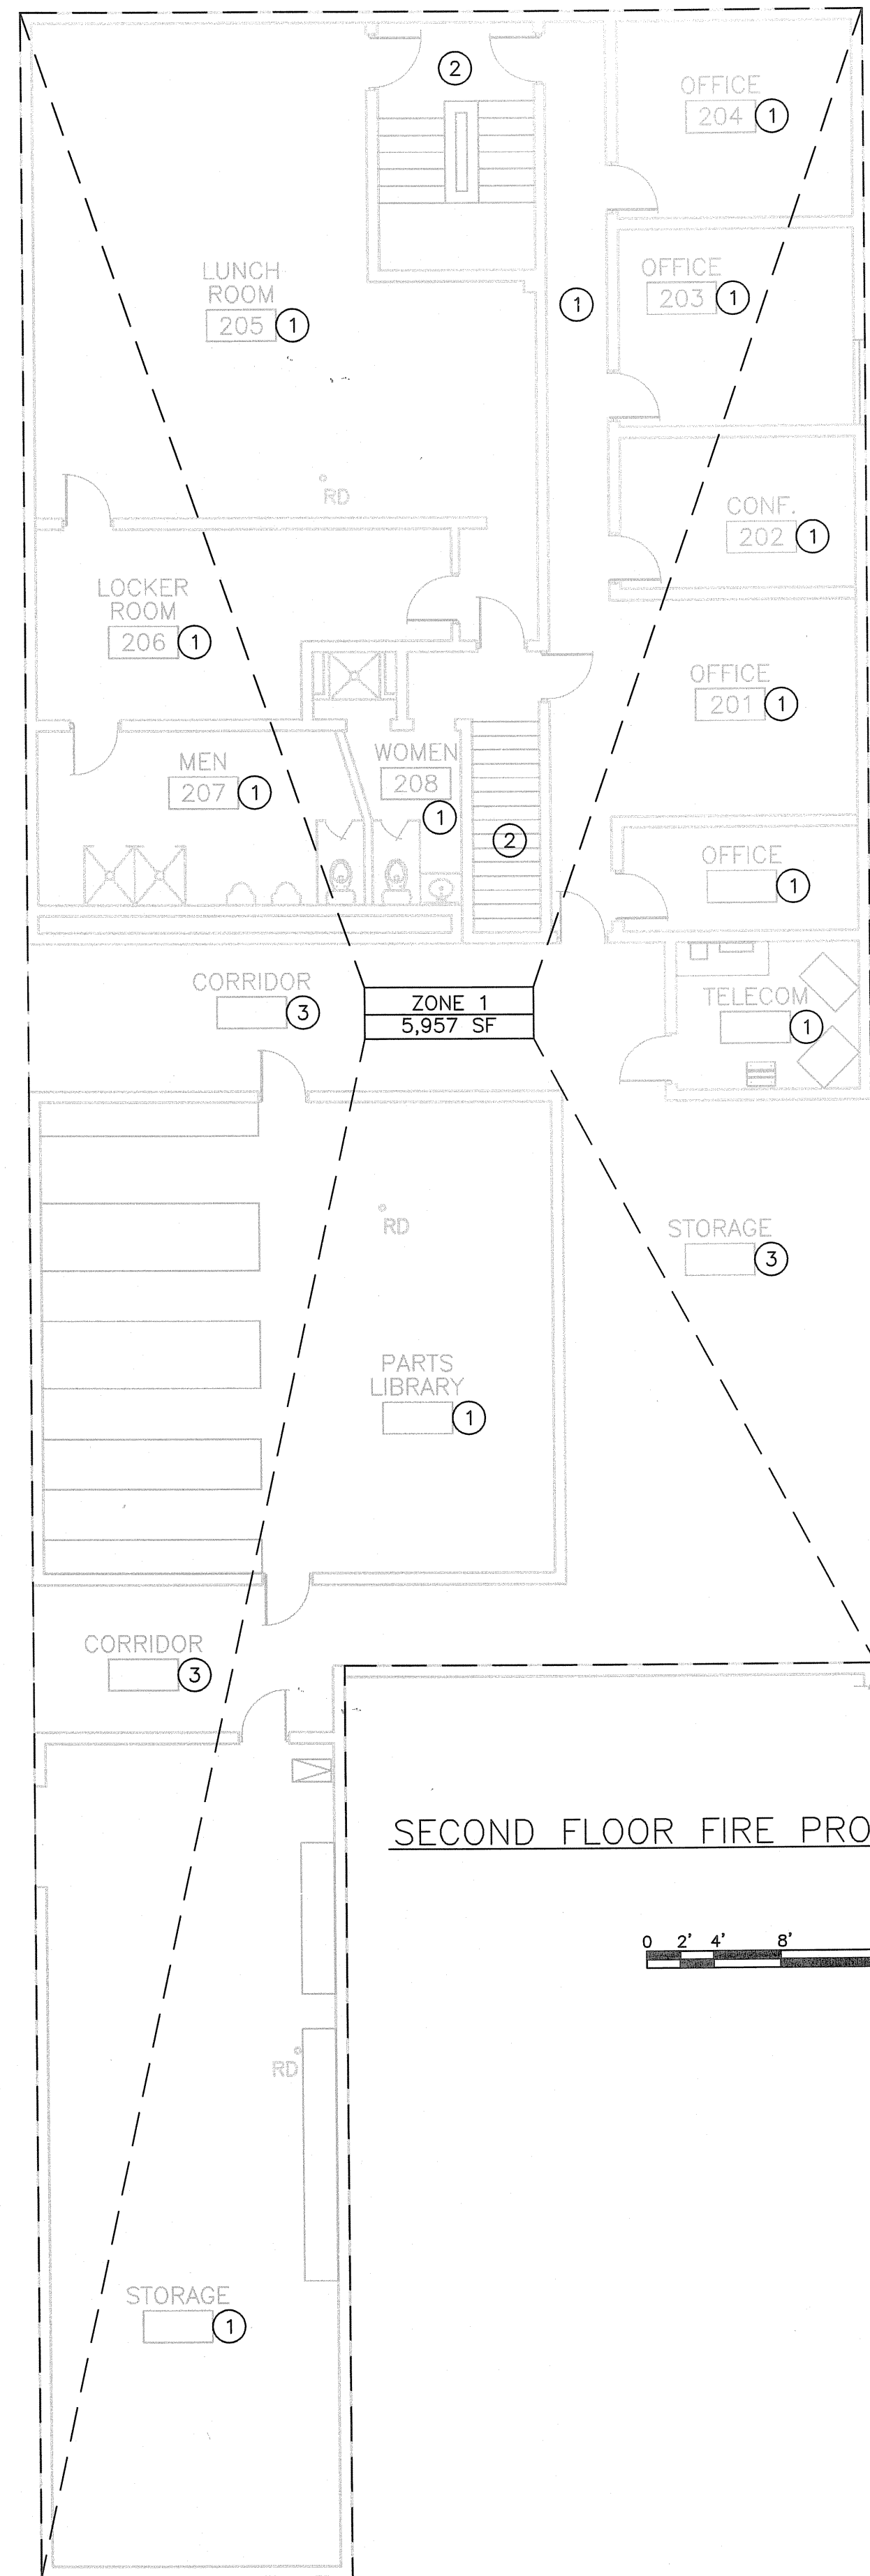 ②
OFFICE
204 ①
LUNCH
ROOM
205 ①
OFFICE
203 ①
①
RD
CONF.
202 ①
LOCKER
ROOM
206 ①
OFFICE
201 ①
MEN
207 ①
WOMEN
208
①
②
OFFICE
①
CORRIDOR
③
ZONE 1
5,957 SF
TELECOM
①
RD
STORAGE
③
PARTS
LIBRARY
①
CORRIDOR
③
SECOND FLOOR FIRE PRO
0 2' 4' 8'
RD
STORAGE
①